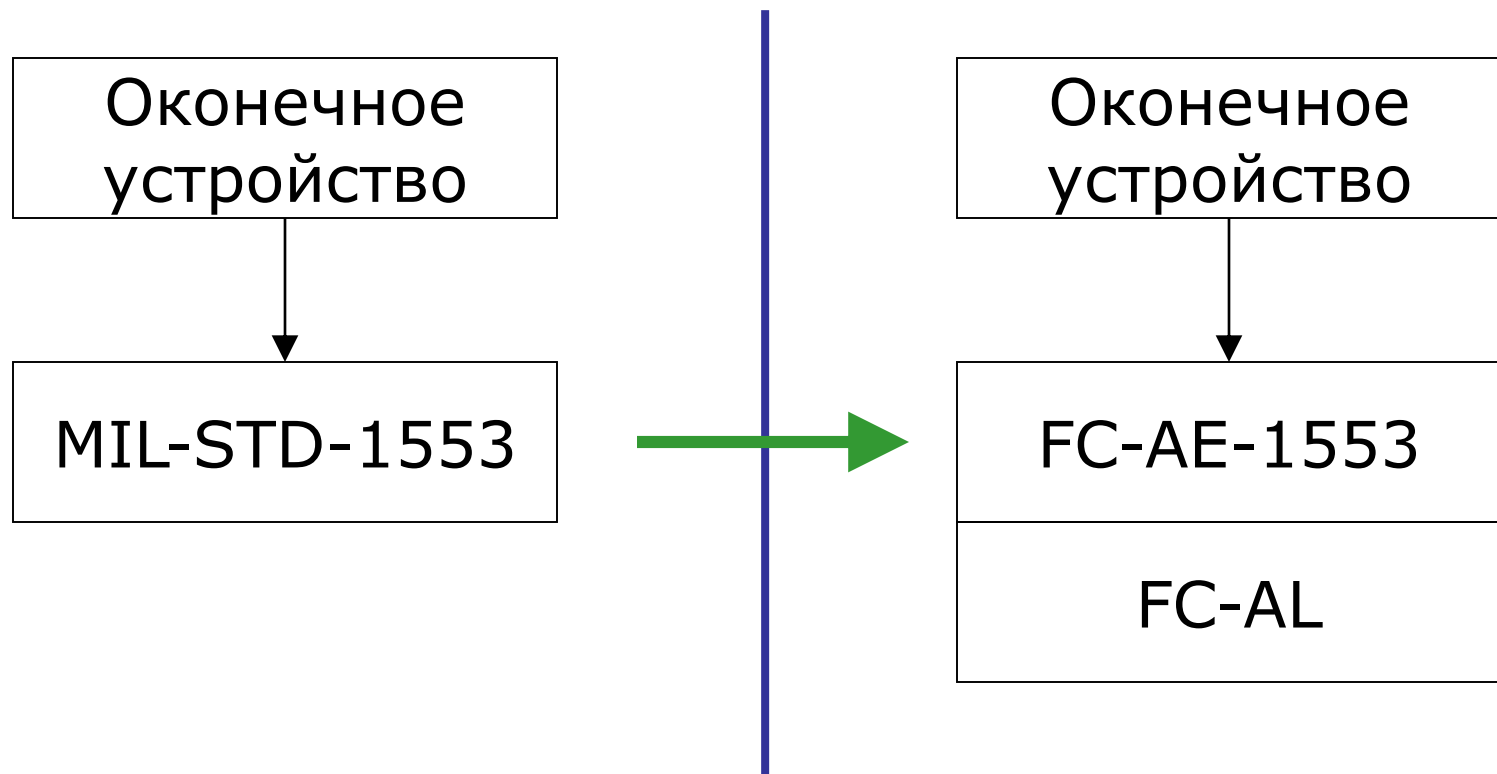 Оконечное
устройство
MIL-STD-1553
Оконечное
устройство
FC-AE-1553
FC-AL